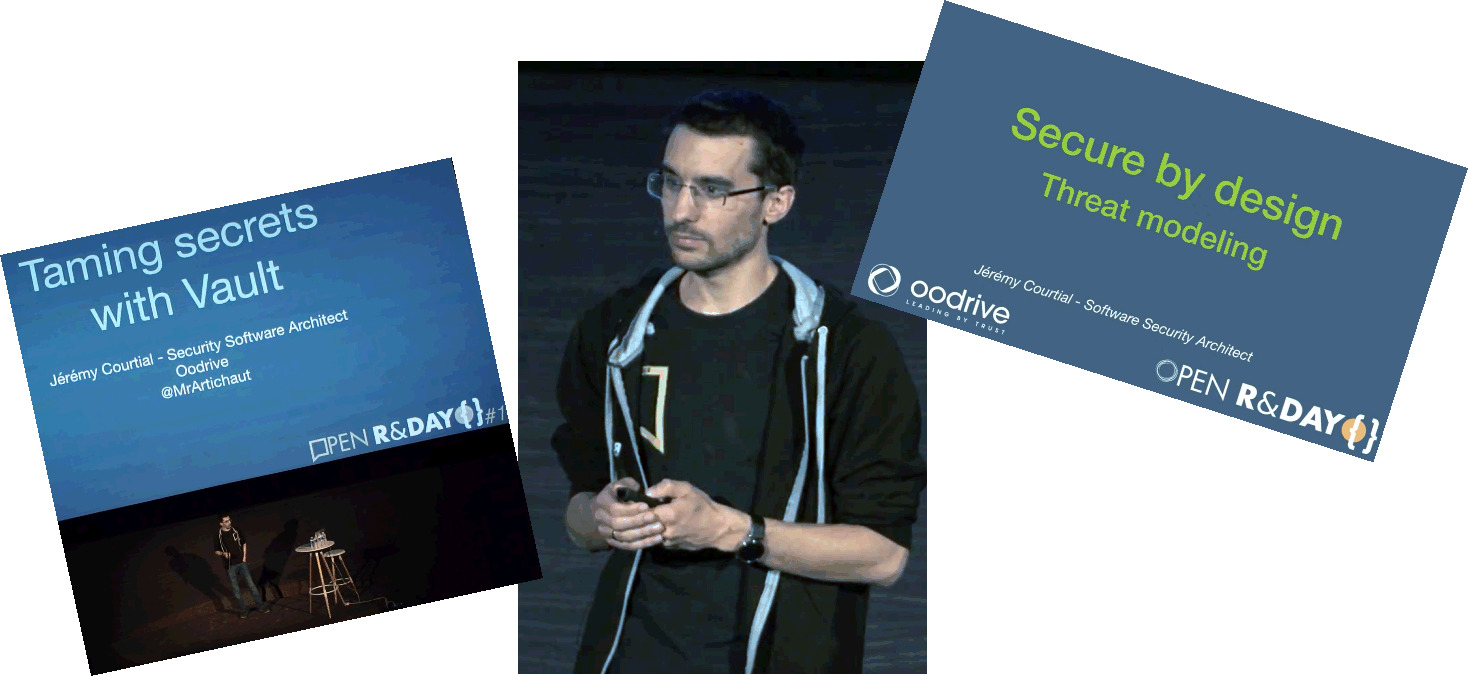 Taming secrets
with Vault
Jérémy Courtial - Security Software Architect
Oodrive
@MrArtichaut
OPEN R&DAY{}#1
Secure by design
Threat modeling
Jérémy Courtial - Software Security Architect
oodrive
LEADING BY TRUST
OPEN R&DAY{}